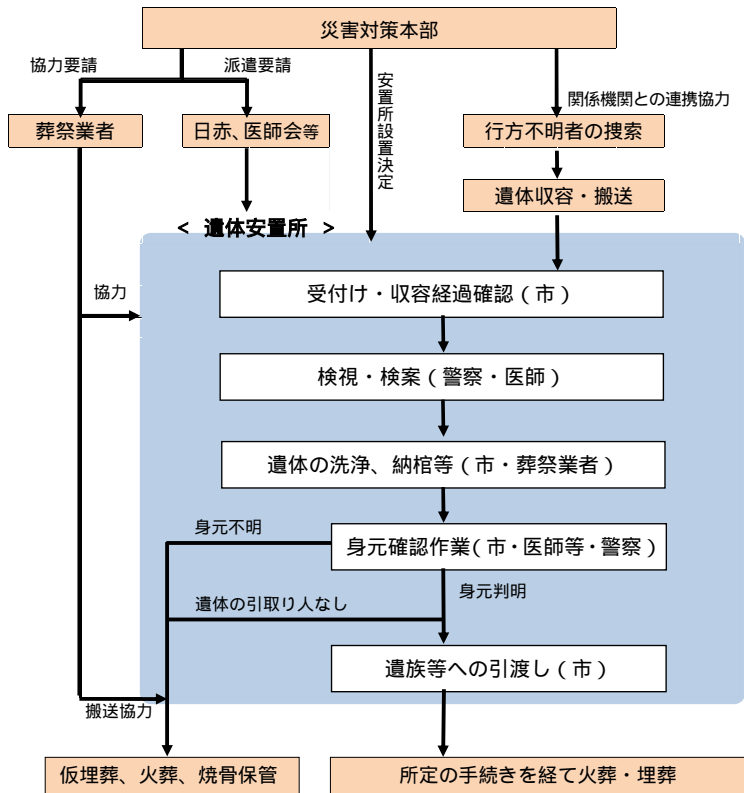 災害対策本部
協力要請
派遣要請
安置所設置決定
関係機関との連携協力
葬祭業者
日赤、医師会等
行方不明者の捜索
遺体収容・搬送
< 遺体安置所 >
協力
受付け・収容経過確認(市)
検視・検案(警察・医師)
遺体の洗浄、納棺等(市・葬祭業者)
身元不明
身元確認作業(市・医師等・警察)
身元判明
遺体の引取り人なし
遺族等への引渡し(市)
搬送協力
仮埋葬、火葬、焼骨保管
所定の手続きを経て火葬・埋葬